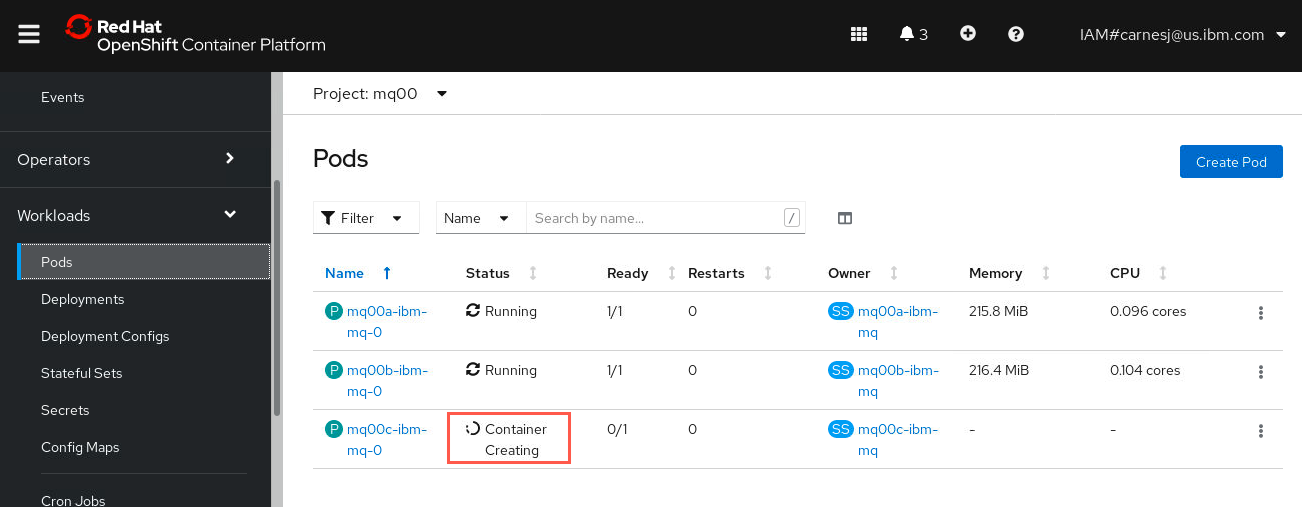 Red Hat
OpenShift Container Platform
3
IAM#carnesj@us.ibm.com
Events
Operators
Workloads
Pods
Deployments
Deployment Configs
Stateful Sets
Secrets
Config Maps
Cron Jobs
Project: mq00
Pods
Create Pod
Filter
Name
Search by name...
/
Name Status Ready Restarts Owner Memory CPU
P mq00a-ibm- Running 1/1 0 SS mq00a-ibm- 215.8 MiB 0.096 cores
mq-0 mq
P mq00b-ibm- Running 1/1 0 SS mq00b-ibm- 216.4 MiB 0.104 cores
mq-0 mq
P mq00c-ibm- Container 0/1 0 SS mq00c-ibm- - -
mq-0 Creating mq